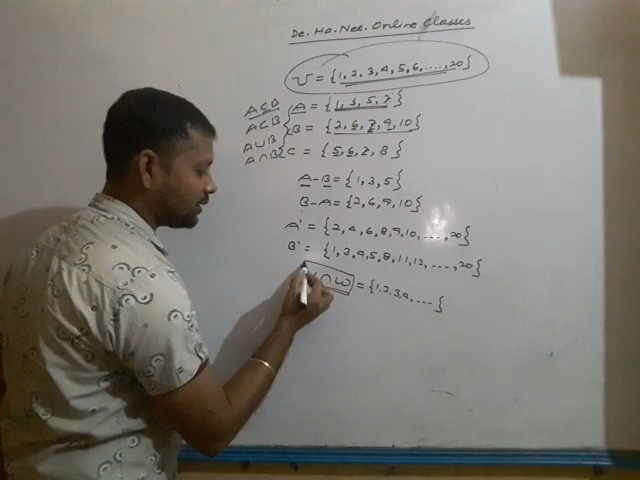 De. Ha. Nee. Online Classes
U = {1, 2, 3, 4, 5, 6, ...., 20}
A⊆B
A⊂B
A∪B
A∩B
A = {1, 3, 5, 7}
B = {2, 6, 7, 9, 10}
C = {5, 6, 7, 8}
A-B = {1, 3, 5}
B-A = {2, 6, 9, 10}
A' = {2, 4, 6, 8, 9, 10, ...., 20}
B' = {1, 3, 4, 5, 8, 11, 12, ...., 20}
∩ W = {1, 2, 3, 4, ....}